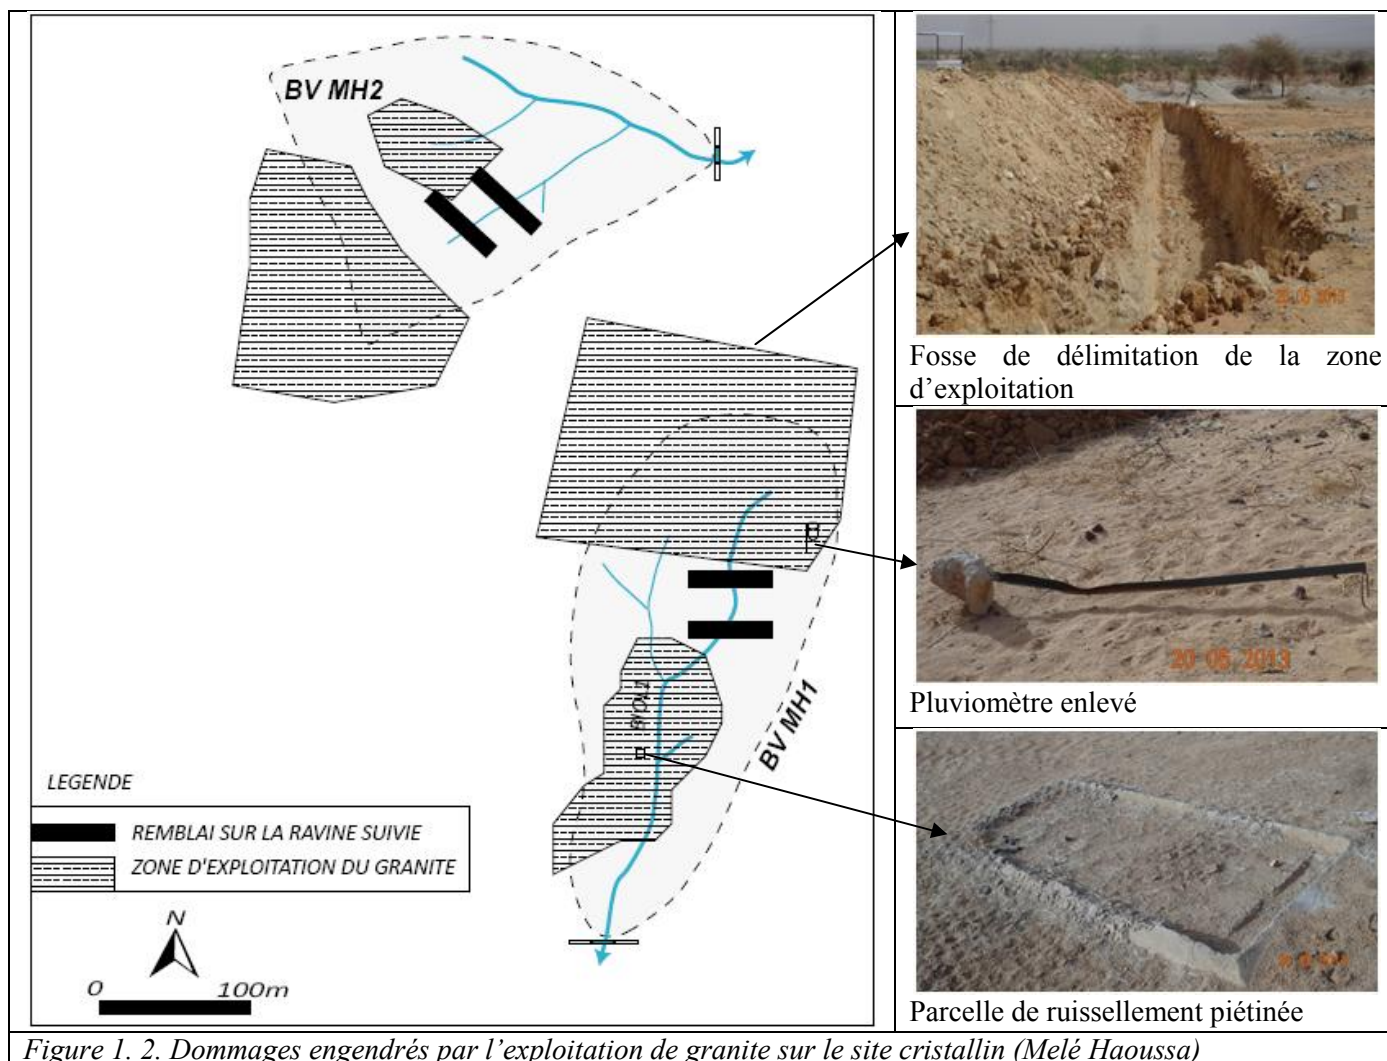 BV MH2
BIOL1
BV MH1
LEGENDE
REMBLAI SUR LA RAVINE SUIVIE
ZONE D'EXPLOITATION DU GRANITE
N
0 100m
Fosse de délimitation de la zone
d'exploitation
20 05 2013
Pluviomètre enlevé
Parcelle de ruissellement piétinée
Figure 1. 2. Dommages engendrés par l'exploitation de granite sur le site cristallin (Melé Haoussa)